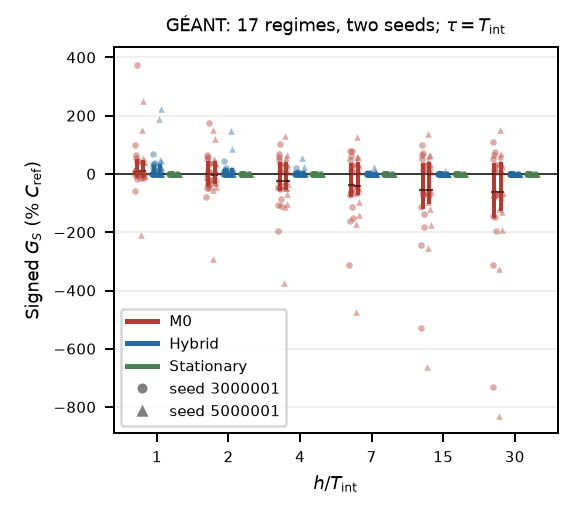 GÉANT: 17 regimes, two seeds; τ = T_int
Signed G_S (% C_ref)
400
200
0
−200
−400
−600
−800
M0
Hybrid
Stationary
seed 3000001
seed 5000001
1 2 4 7 15 30
h/T_int